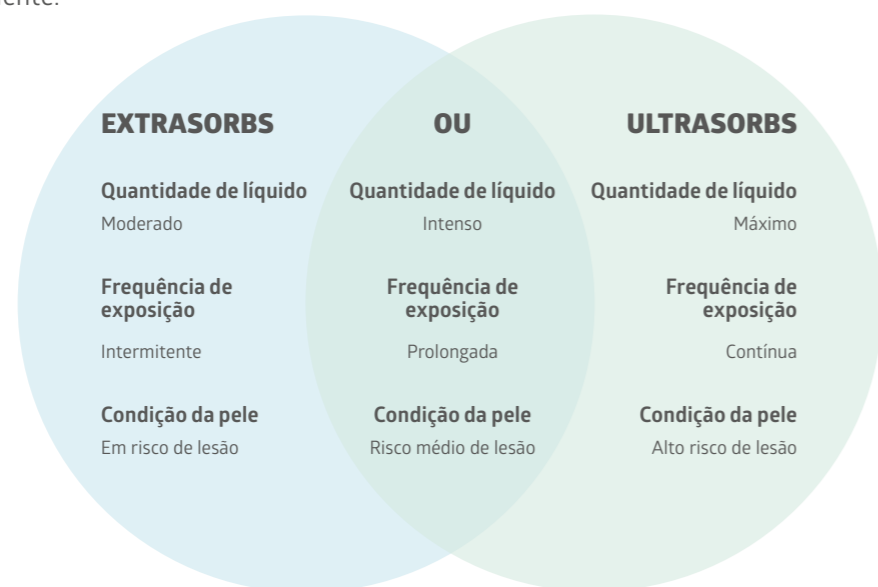 EXTRASORBS
Quantidade de líquido
Moderado
Frequência de
exposição
Intermitente
Condição da pele
Em risco de lesão
OU
Quantidade de líquido
Intenso
Frequência de
exposição
Prolongada
Condição da pele
Risco médio de lesão
ULTRASORBS
Quantidade de líquido
Máximo
Frequência de
exposição
Contínua
Condição da pele
Alto risco de lesão